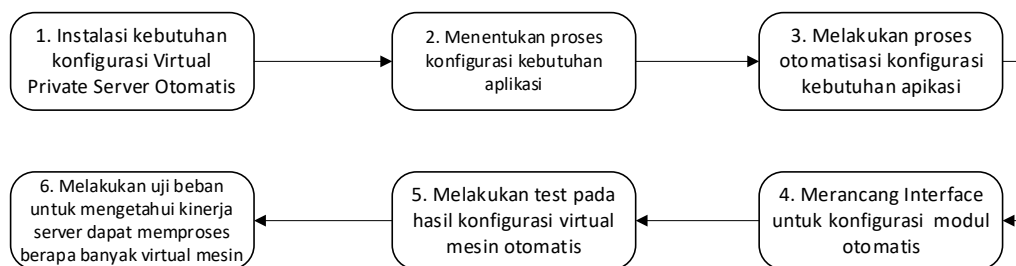 1. Instalasi kebutuhan
konfigurasi Virtual
Private Server Otomatis
2. Menentukan proses
konfigurasi kebutuhan
aplikasi
3. Melakukan proses
otomatisasi konfigurasi
kebutuhan apikasi
4. Merancang Interface
untuk konfigurasi modul
otomatis
5. Melakukan test pada
hasil konfigurasi virtual
mesin otomatis
6. Melakukan uji beban
untuk mengetahui kinerja
server dapat memproses
berapa banyak virtual mesin